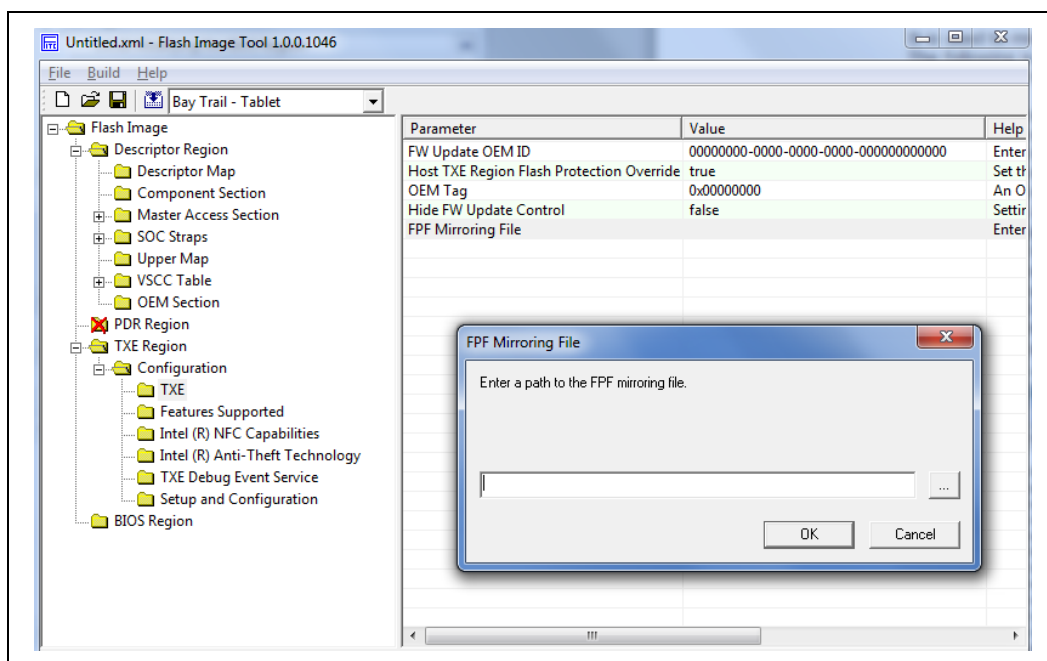 Untitled.xml - Flash Image Tool 1.0.0.1046
File Build Help
Bay Trail - Tablet
Flash Image
Descriptor Region
Descriptor Map
Component Section
Master Access Section
SOC Straps
Upper Map
VSCC Table
OEM Section
PDR Region
TXE Region
Configuration
TXE
Features Supported
Intel (R) NFC Capabilities
Intel (R) Anti-Theft Technology
TXE Debug Event Service
Setup and Configuration
BIOS Region
Parameter Value Help
FW Update OEM ID 00000000-0000-0000-0000-000000000000 Enter
Host TXE Region Flash Protection Override true Set th
OEM Tag 0x00000000 An O
Hide FW Update Control false Settin
FPF Mirroring File Enter
FPF Mirroring File
Enter a path to the FPF mirroring file.
...
OK Cancel